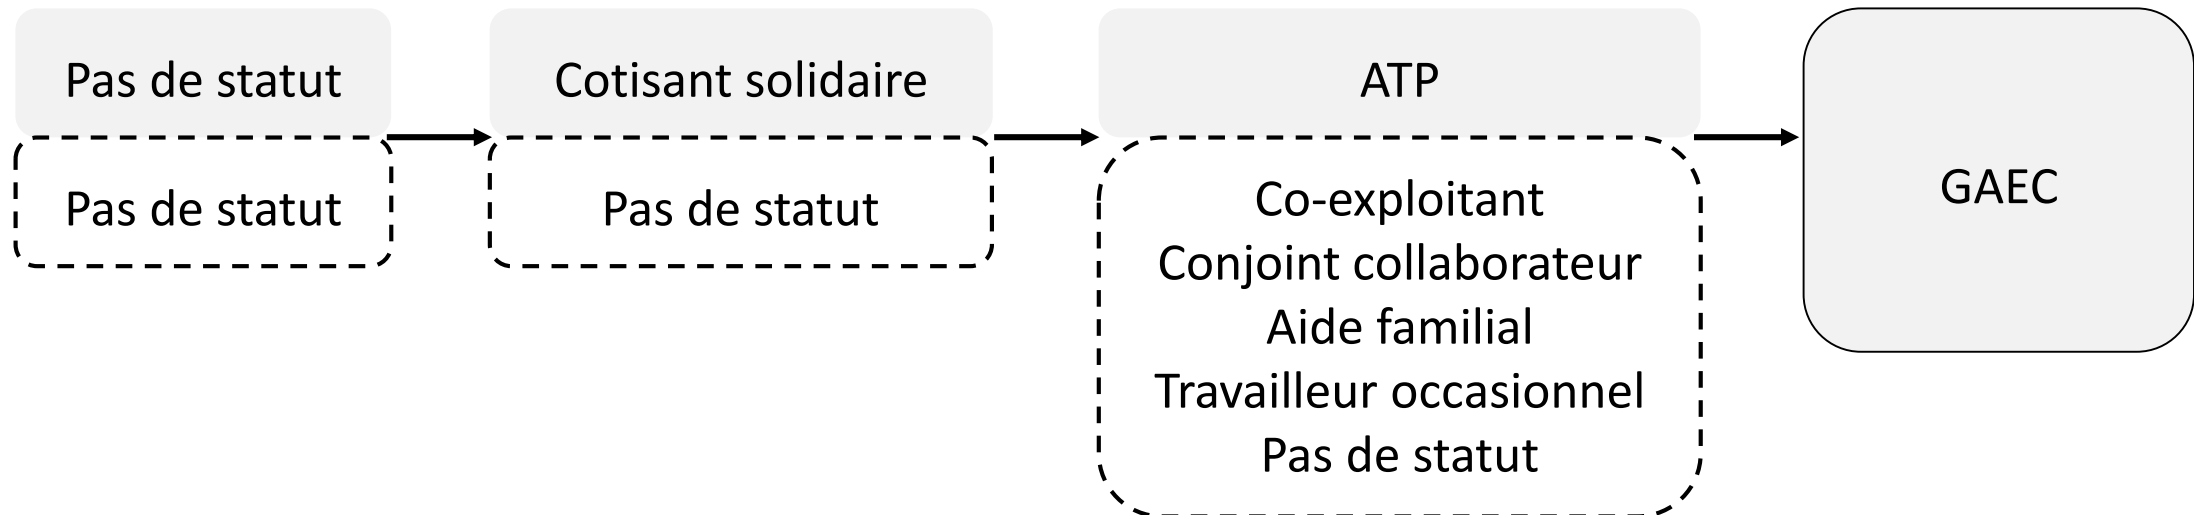 Pas de statut
Pas de statut
Cotisant solidaire
Pas de statut
ATP
Co-exploitant
Conjoint collaborateur
Aide familial
Travailleur occasionnel
Pas de statut
GAEC